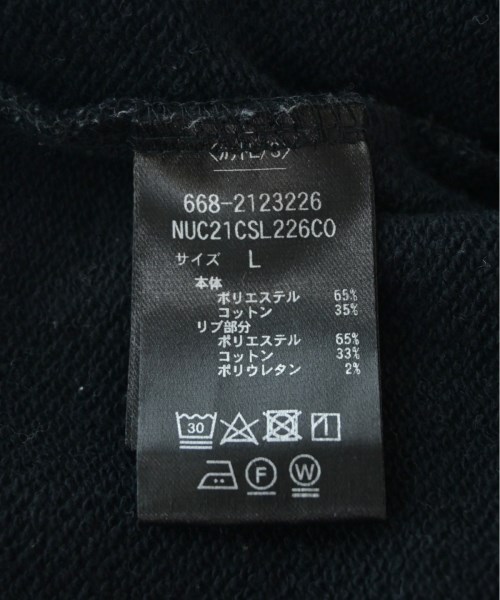 668-2123226
NUC21CSL226CO
サイズ L
本体
ポリエステル 65%
コットン 35%
リブ部分
ポリエステル 65%
コットン 33%
ポリウレタン 2%
30
F W